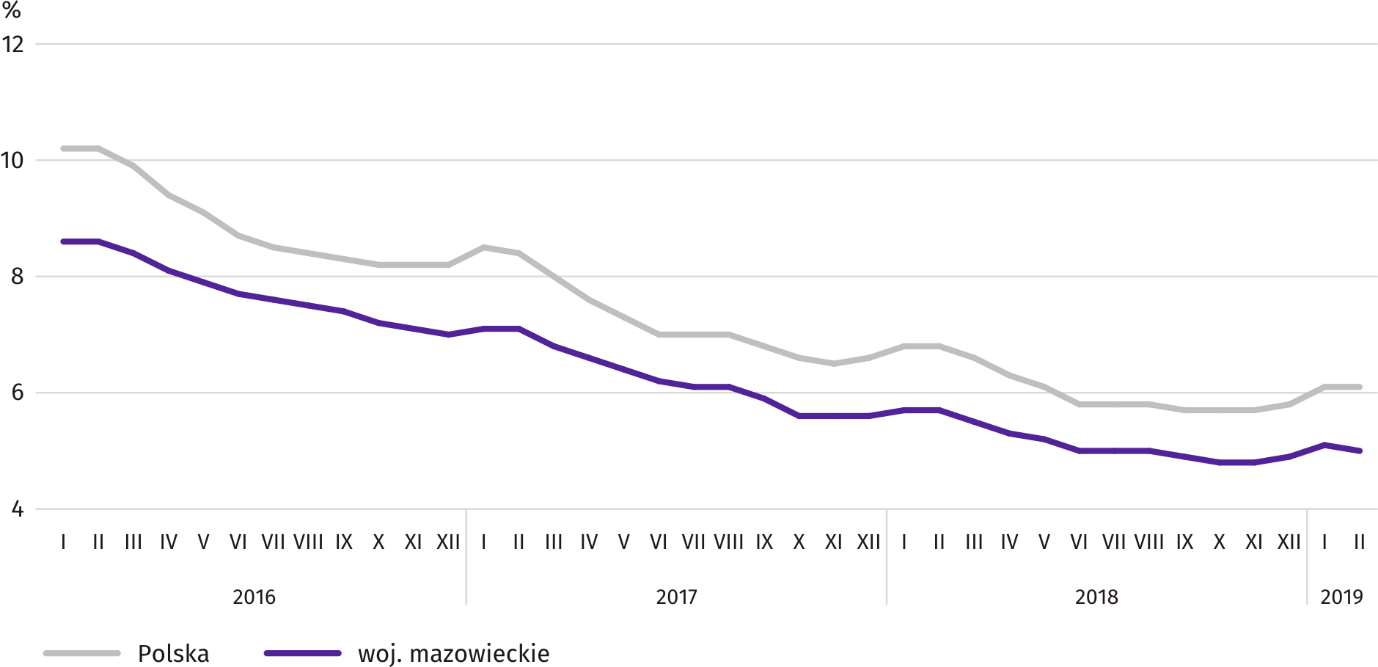 %
12
10
8
6
4
I II III IV V VI VII VIII IX X XI XII I II III IV V VI VII VIII IX X XI XII I II III IV V VI VII VIII IX X XI XII I II
2016 2017 2018 2019
Polska woj. mazowieckie